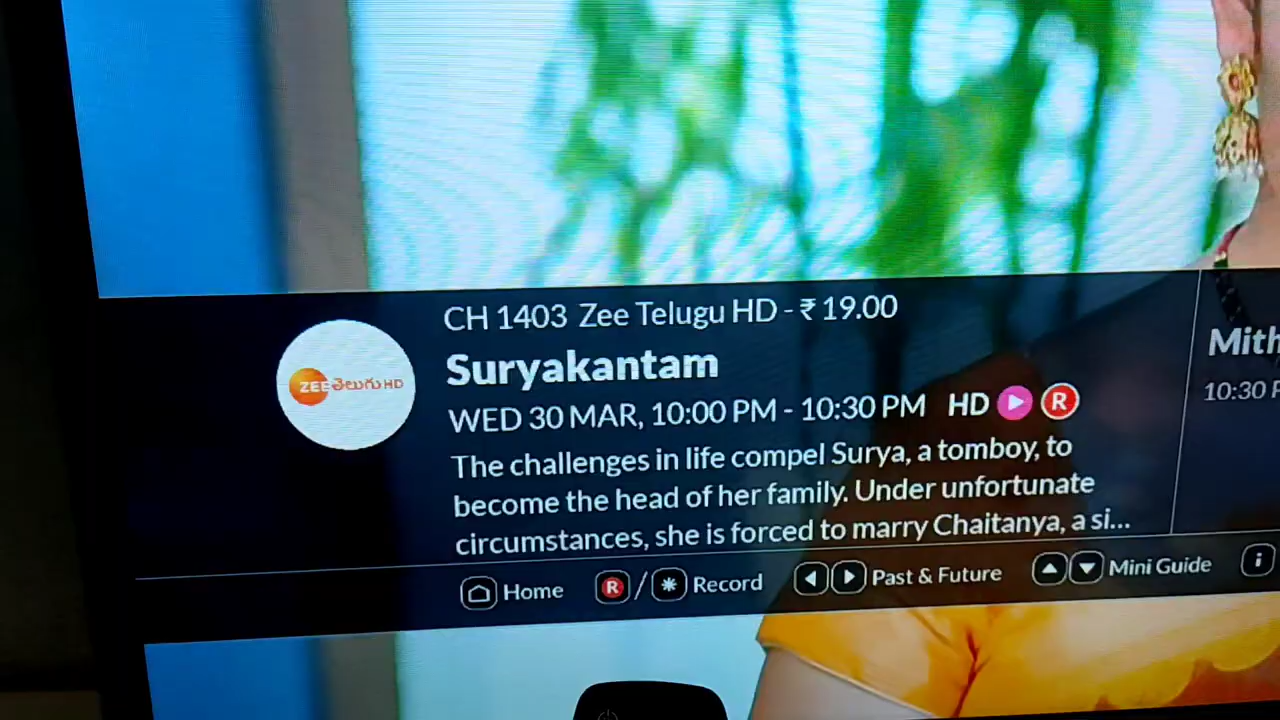 CH 1403 Zee Telugu HD - ₹ 19.00
ZEE తెలుగు HD
Suryakantam
WED 30 MAR, 10:00 PM - 10:30 PM HD R
The challenges in life compel Surya, a tomboy, to
become the head of her family. Under unfortunate
circumstances, she is forced to marry Chaitanya, a si...
Mith
10:30 P
Home R / * Record Past & Future Mini Guide i